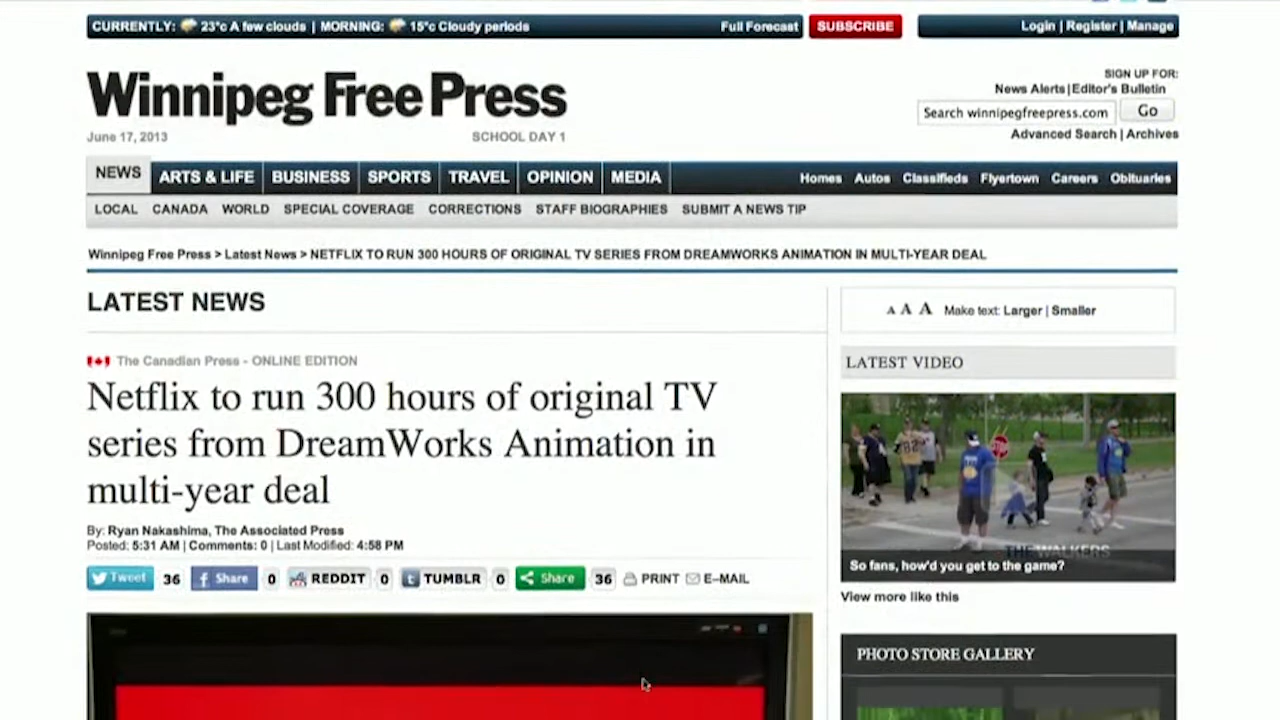 CURRENTLY: 23°c A few clouds | MORNING: 15°c Cloudy periods
Full Forecast
SUBSCRIBE
Login | Register | Manage
Winnipeg Free Press
June 17, 2013
SCHOOL DAY 1
SIGN UP FOR:
News Alerts|Editor's Bulletin
Search winnipegfreepress.com Go
Advanced Search | Archives
NEWS ARTS & LIFE BUSINESS SPORTS TRAVEL OPINION MEDIA
Homes Autos Classifieds Flyertown Careers Obituaries
LOCAL CANADA WORLD SPECIAL COVERAGE CORRECTIONS STAFF BIOGRAPHIES SUBMIT A NEWS TIP
Winnipeg Free Press > Latest News > NETFLIX TO RUN 300 HOURS OF ORIGINAL TV SERIES FROM DREAMWORKS ANIMATION IN MULTI-YEAR DEAL
LATEST NEWS
The Canadian Press - ONLINE EDITION
Netflix to run 300 hours of original TV
series from DreamWorks Animation in
multi-year deal
By: Ryan Nakashima, The Associated Press
Posted: 5:31 AM | Comments: 0 | Last Modified: 4:58 PM
Tweet 36 Share 0 REDDIT 0 TUMBLR 0 Share 36 PRINT E-MAIL
A A A Make text: Larger | Smaller
LATEST VIDEO
82
STOP
THE WALKERS
So fans, how'd you get to the game?
View more like this
PHOTO STORE GALLERY